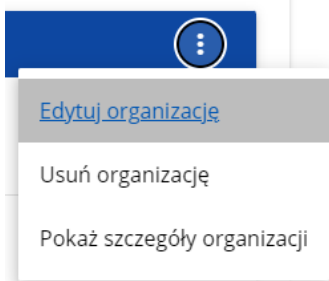 Edytuj organizację
Usuń organizację
Pokaż szczegóły organizacji